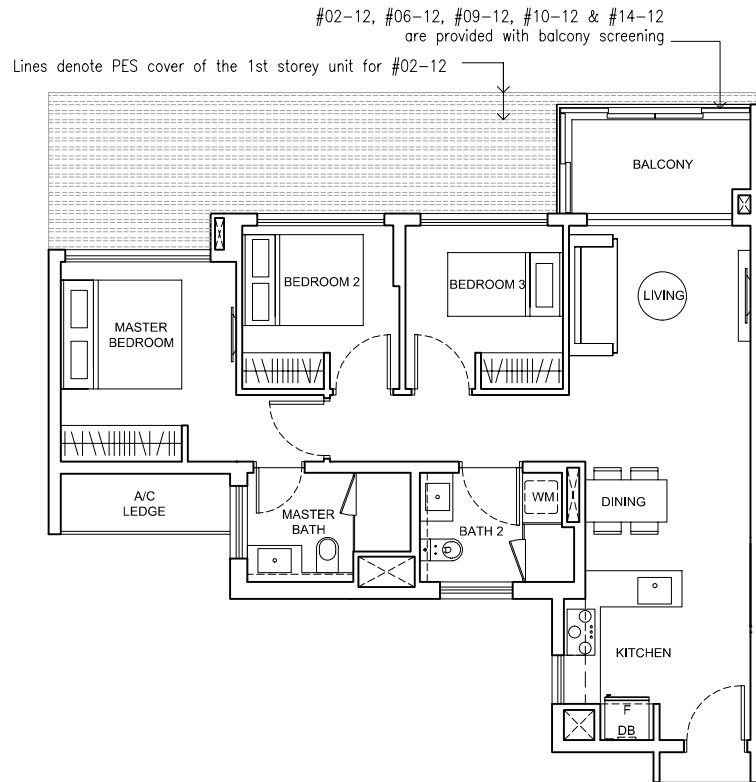 #02-12, #06-12, #09-12, #10-12 & #14-12
are provided with balcony screening
Lines denote PES cover of the 1st storey unit for #02-12
BALCONY
BEDROOM 2
BEDROOM 3
LIVING
MASTER
BEDROOM
A/C
LEDGE
MASTER
BATH
WM
BATH 2
DINING
KITCHEN
F
DB